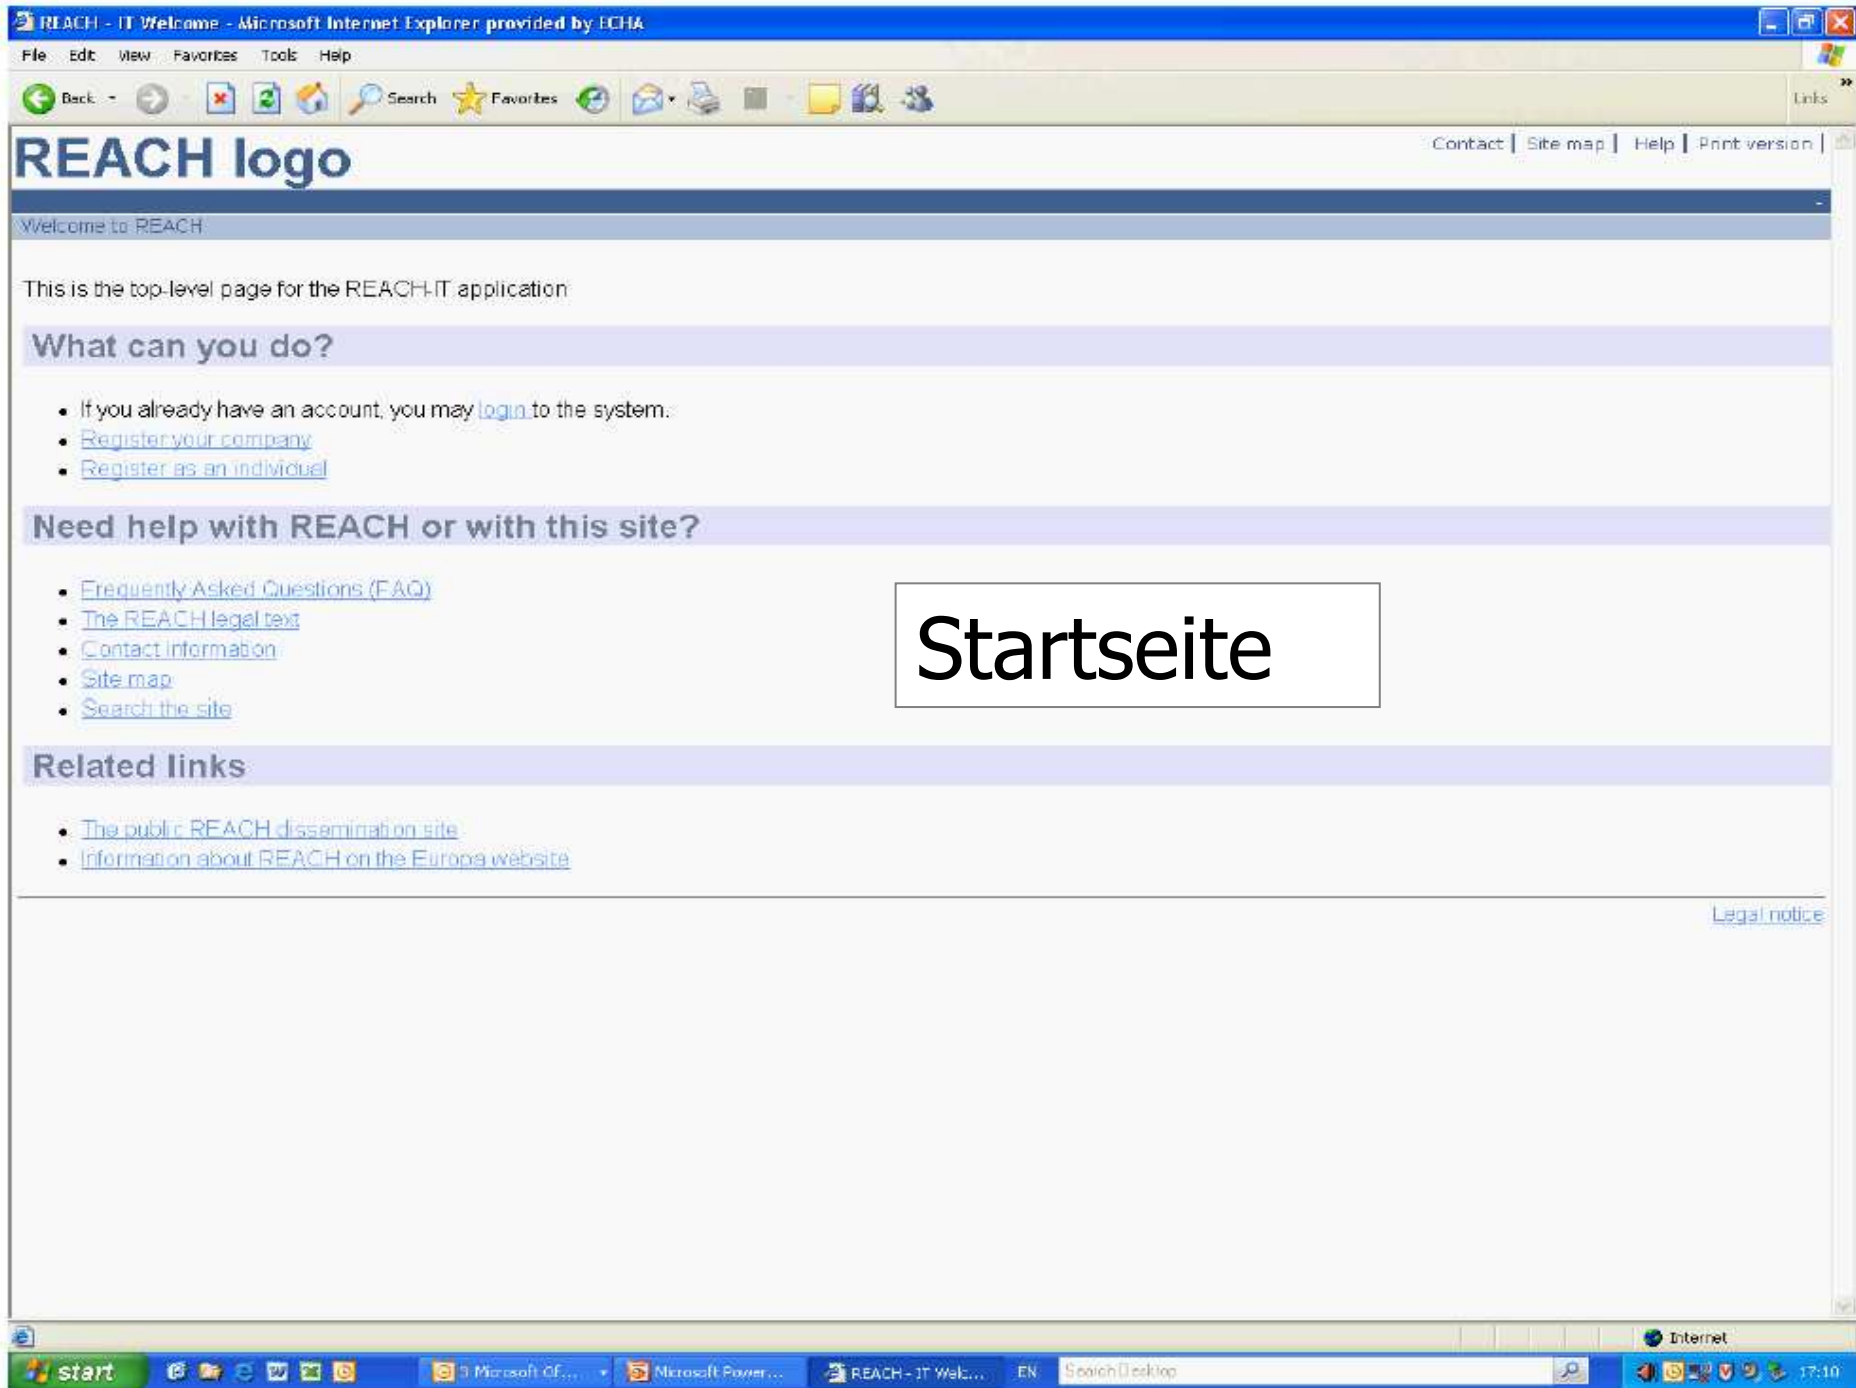 REACH - IT Welcome - Microsoft Internet Explorer provided by ECHA
File Edit View Favorites Tools Help
Back Search Favorites Links
REACH logo
Contact | Site map | Help | Print version |
-
Welcome to REACH
This is the top-level page for the REACH-IT application
What can you do?
• If you already have an account, you may login to the system.
• Register your company
• Register as an individual
Need help with REACH or with this site?
• Frequently Asked Questions (FAQ)
• The REACH legal text
• Contact information
• Site map
• Search the site
Startseite
Related links
• The public REACH dissemination site
• Information about REACH on the Europa website
Legal notice
Internet
start 3 Microsoft Of... Microsoft Power... REACH - IT Welc... EN Search Desktop 17:10